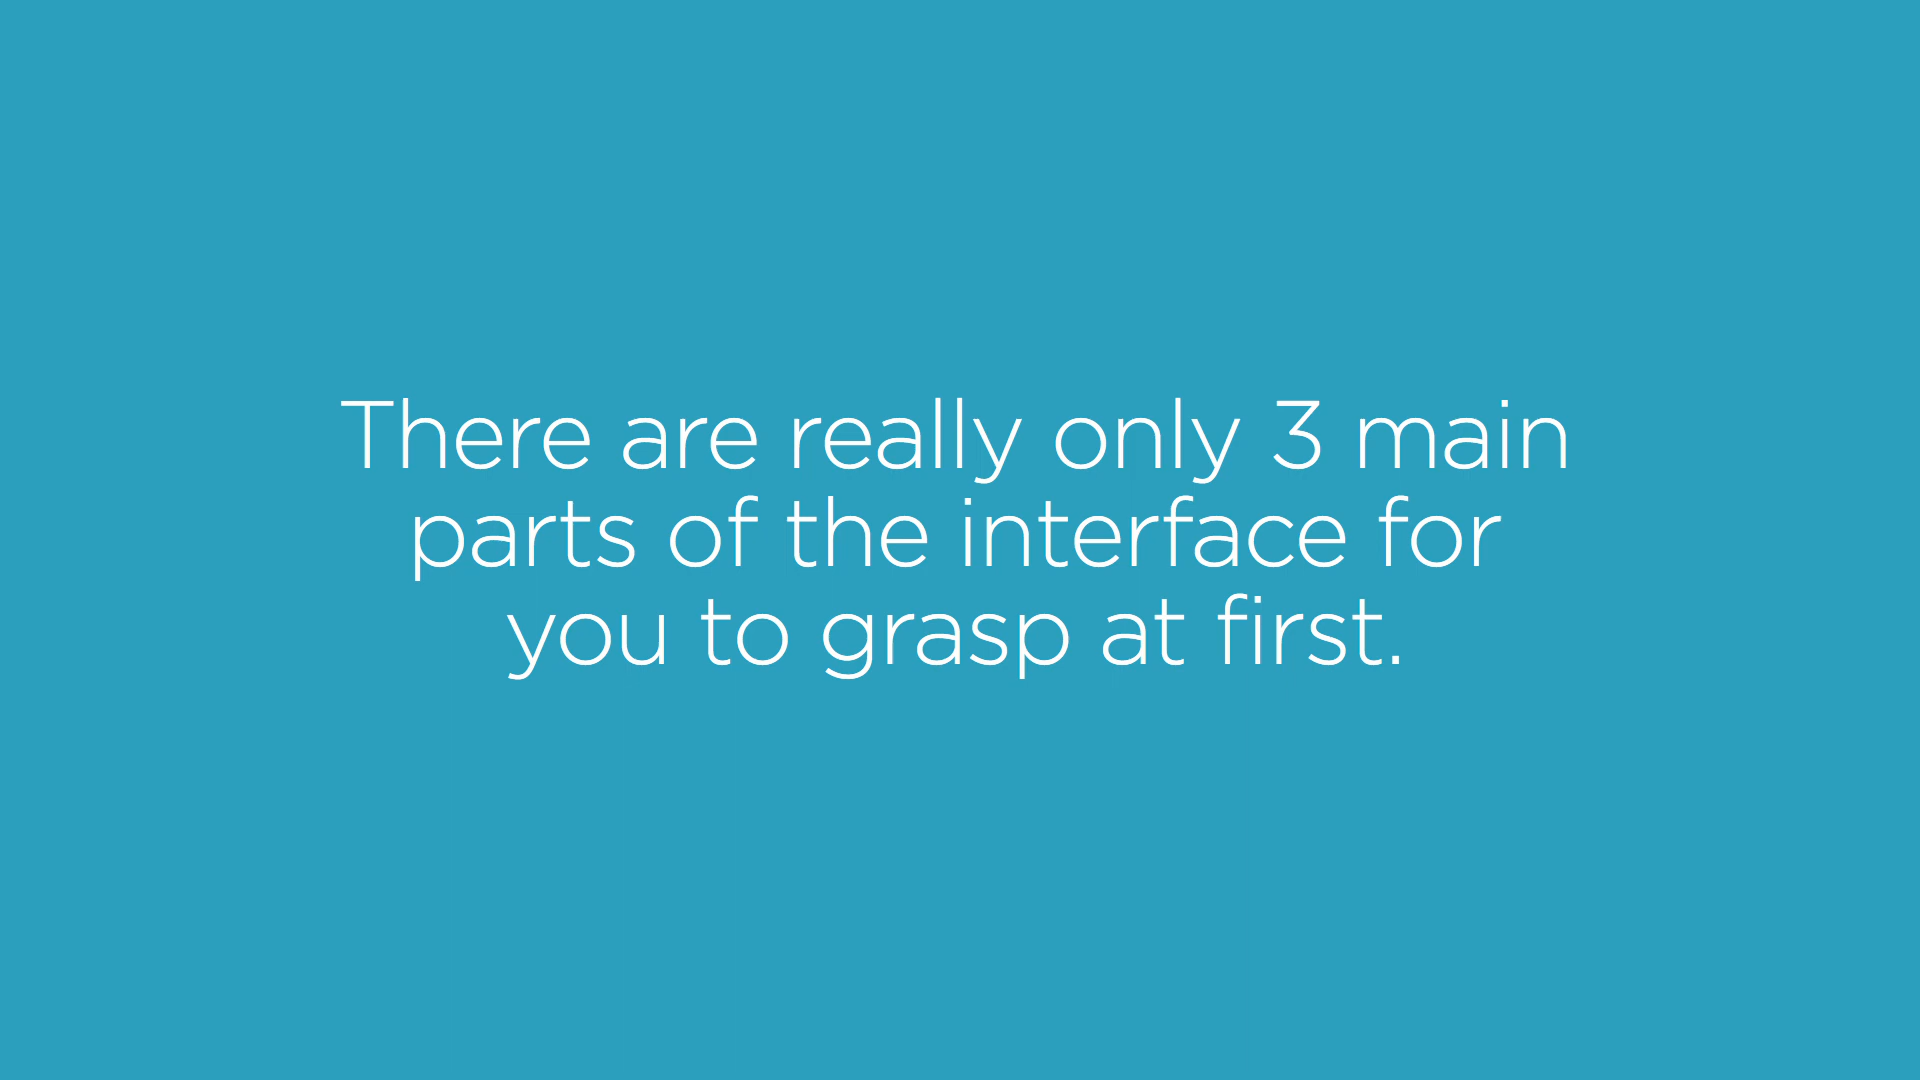 There are really only 3 main
parts of the interface for
you to grasp at first.